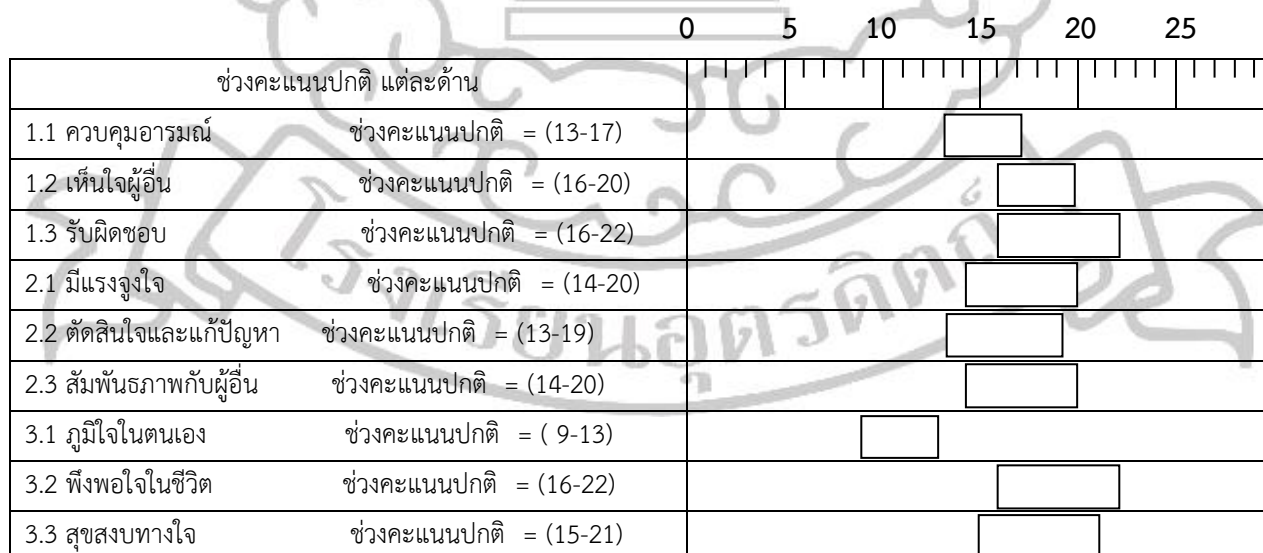 0 5 10 15 20 25
ช่วงคะแนนปกติ แต่ละด้าน
1.1 ควบคุมอารมณ์ ช่วงคะแนนปกติ = (13-17)
1.2 เห็นใจผู้อื่น ช่วงคะแนนปกติ = (16-20)
1.3 รับผิดชอบ ช่วงคะแนนปกติ = (16-22)
2.1 มีแรงจูงใจ ช่วงคะแนนปกติ = (14-20)
2.2 ตัดสินใจและแก้ปัญหา ช่วงคะแนนปกติ = (13-19)
2.3 สัมพันธภาพกับผู้อื่น ช่วงคะแนนปกติ = (14-20)
3.1 ภูมิใจในตนเอง ช่วงคะแนนปกติ = ( 9-13)
3.2 พึงพอใจในชีวิต ช่วงคะแนนปกติ = (16-22)
3.3 สุขสงบทางใจ ช่วงคะแนนปกติ = (15-21)
โรงเรียนอุตรดิตถ์